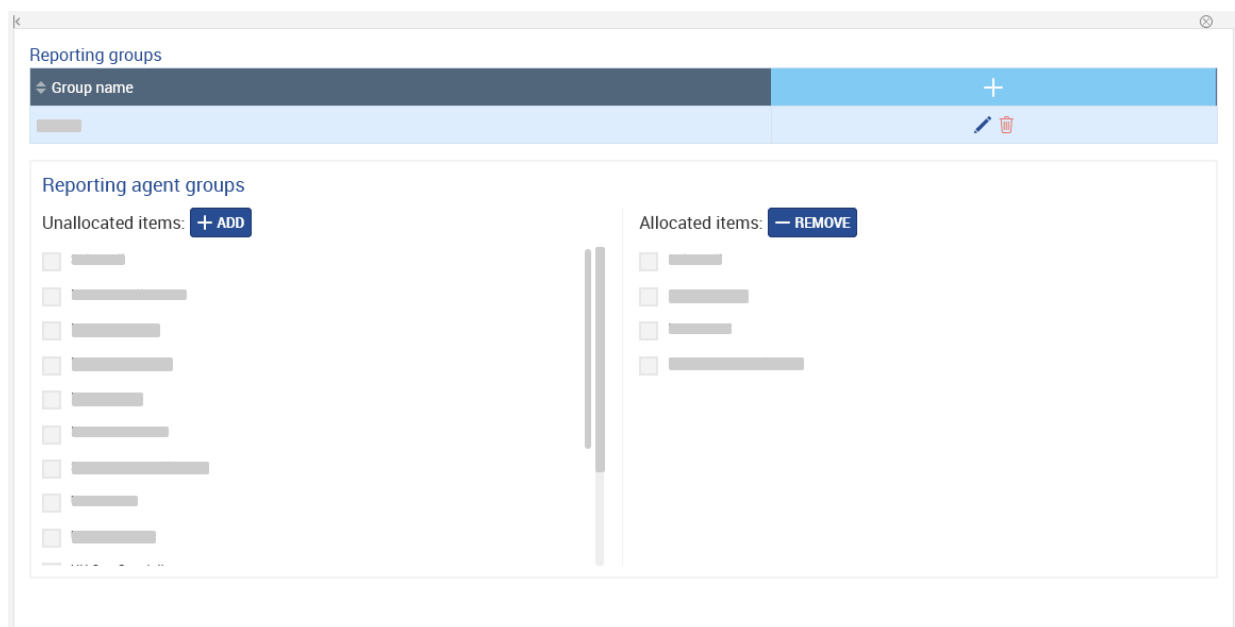 Reporting groups
Group name
Reporting agent groups
Unallocated items: + ADD
Allocated items: — REMOVE